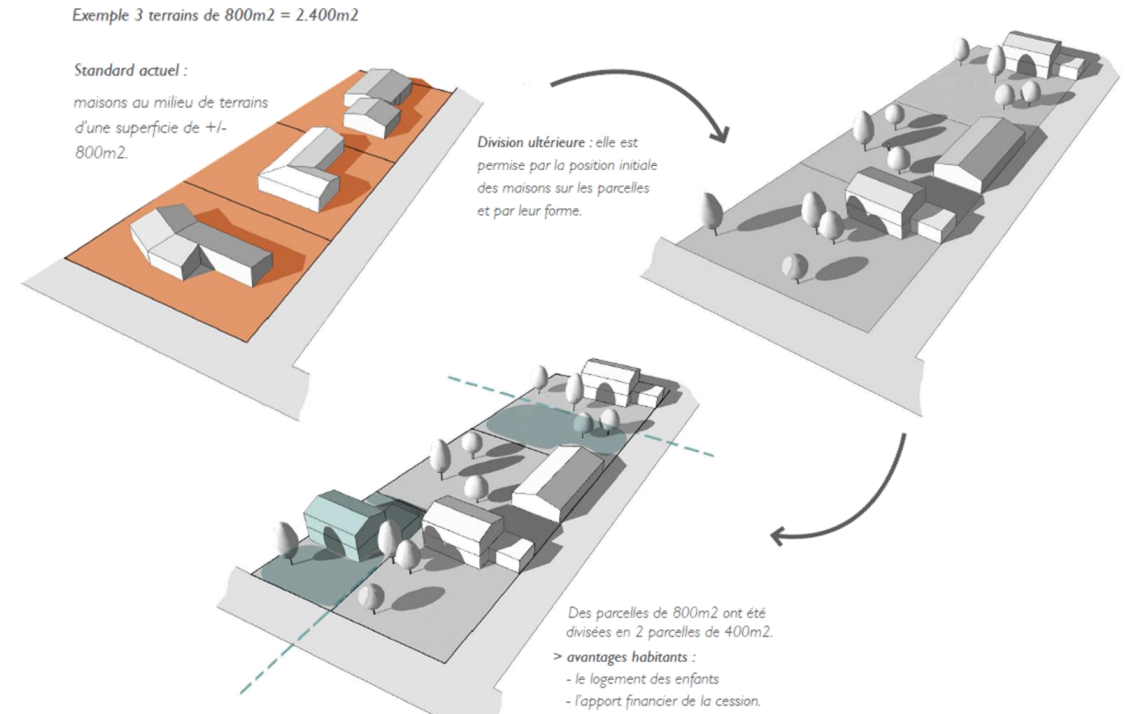 Exemple 3 terrains de 800m2 = 2.400m2
Standard actuel :
maisons au milieu de terrains
d'une superficie de +/-
800m2.
Division ultérieure : elle est
permise par la position initiale
des maisons sur les parcelles
et par leur forme.
Des parcelles de 800m2 ont été
divisées en 2 parcelles de 400m2.
> avantages habitants :
- le logement des enfants
- l'apport financier de la cession.